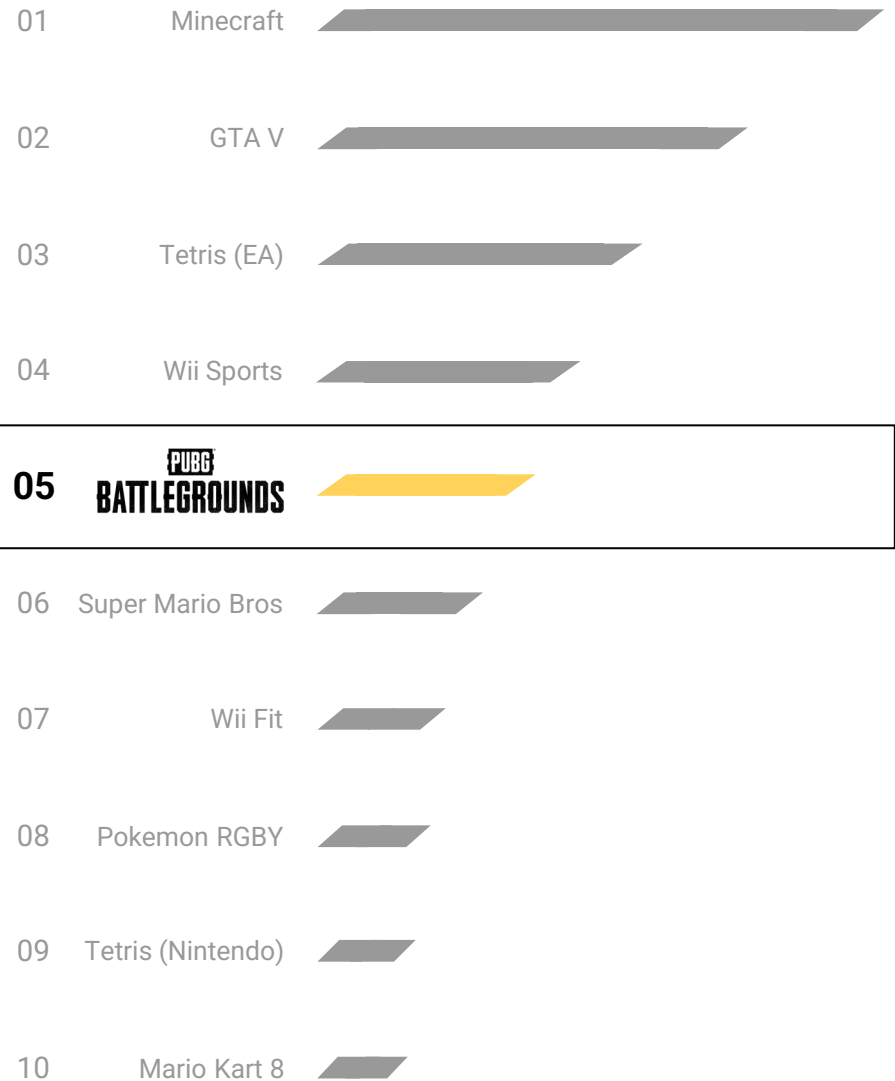 01 Minecraft
02 GTA V
03 Tetris (EA)
04 Wii Sports
05 PUBG BATTLEGROUNDS
06 Super Mario Bros
07 Wii Fit
08 Pokemon RGBY
09 Tetris (Nintendo)
10 Mario Kart 8